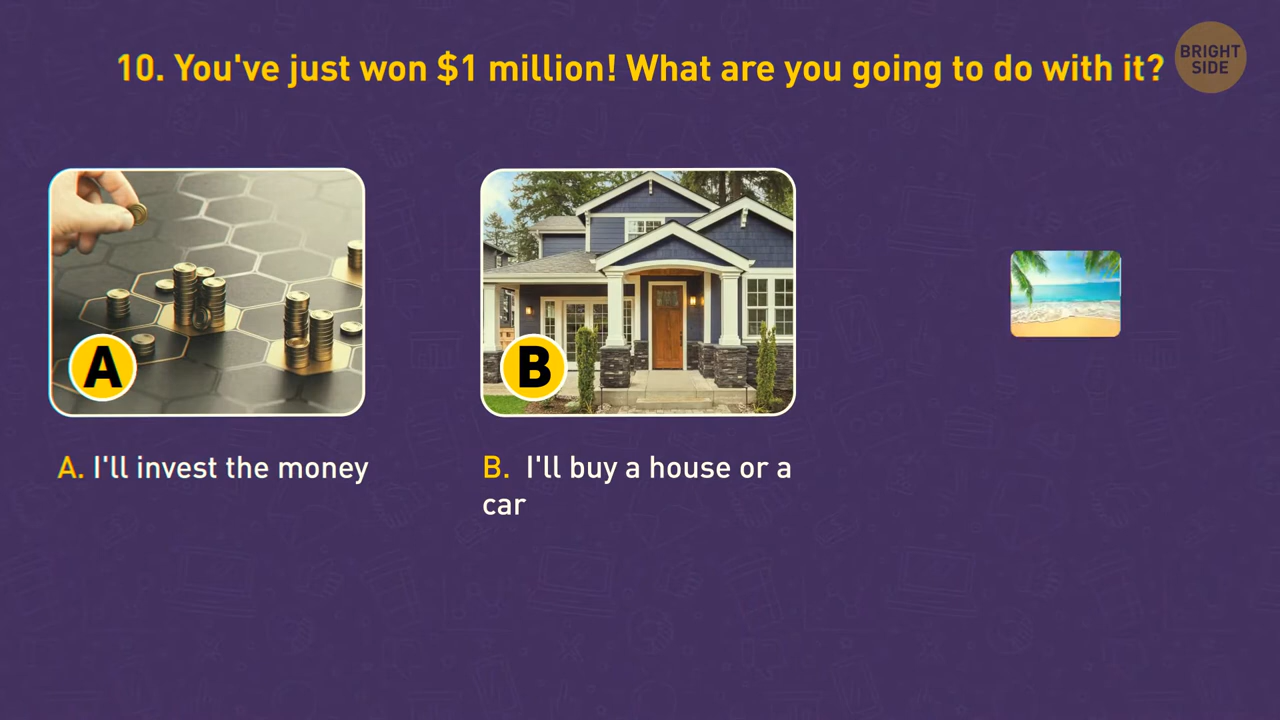 10. You've just won $1 million! What are you going to do with it?
BRIGHT
SIDE
A
B
A. I'll invest the money
B. I'll buy a house or a
car